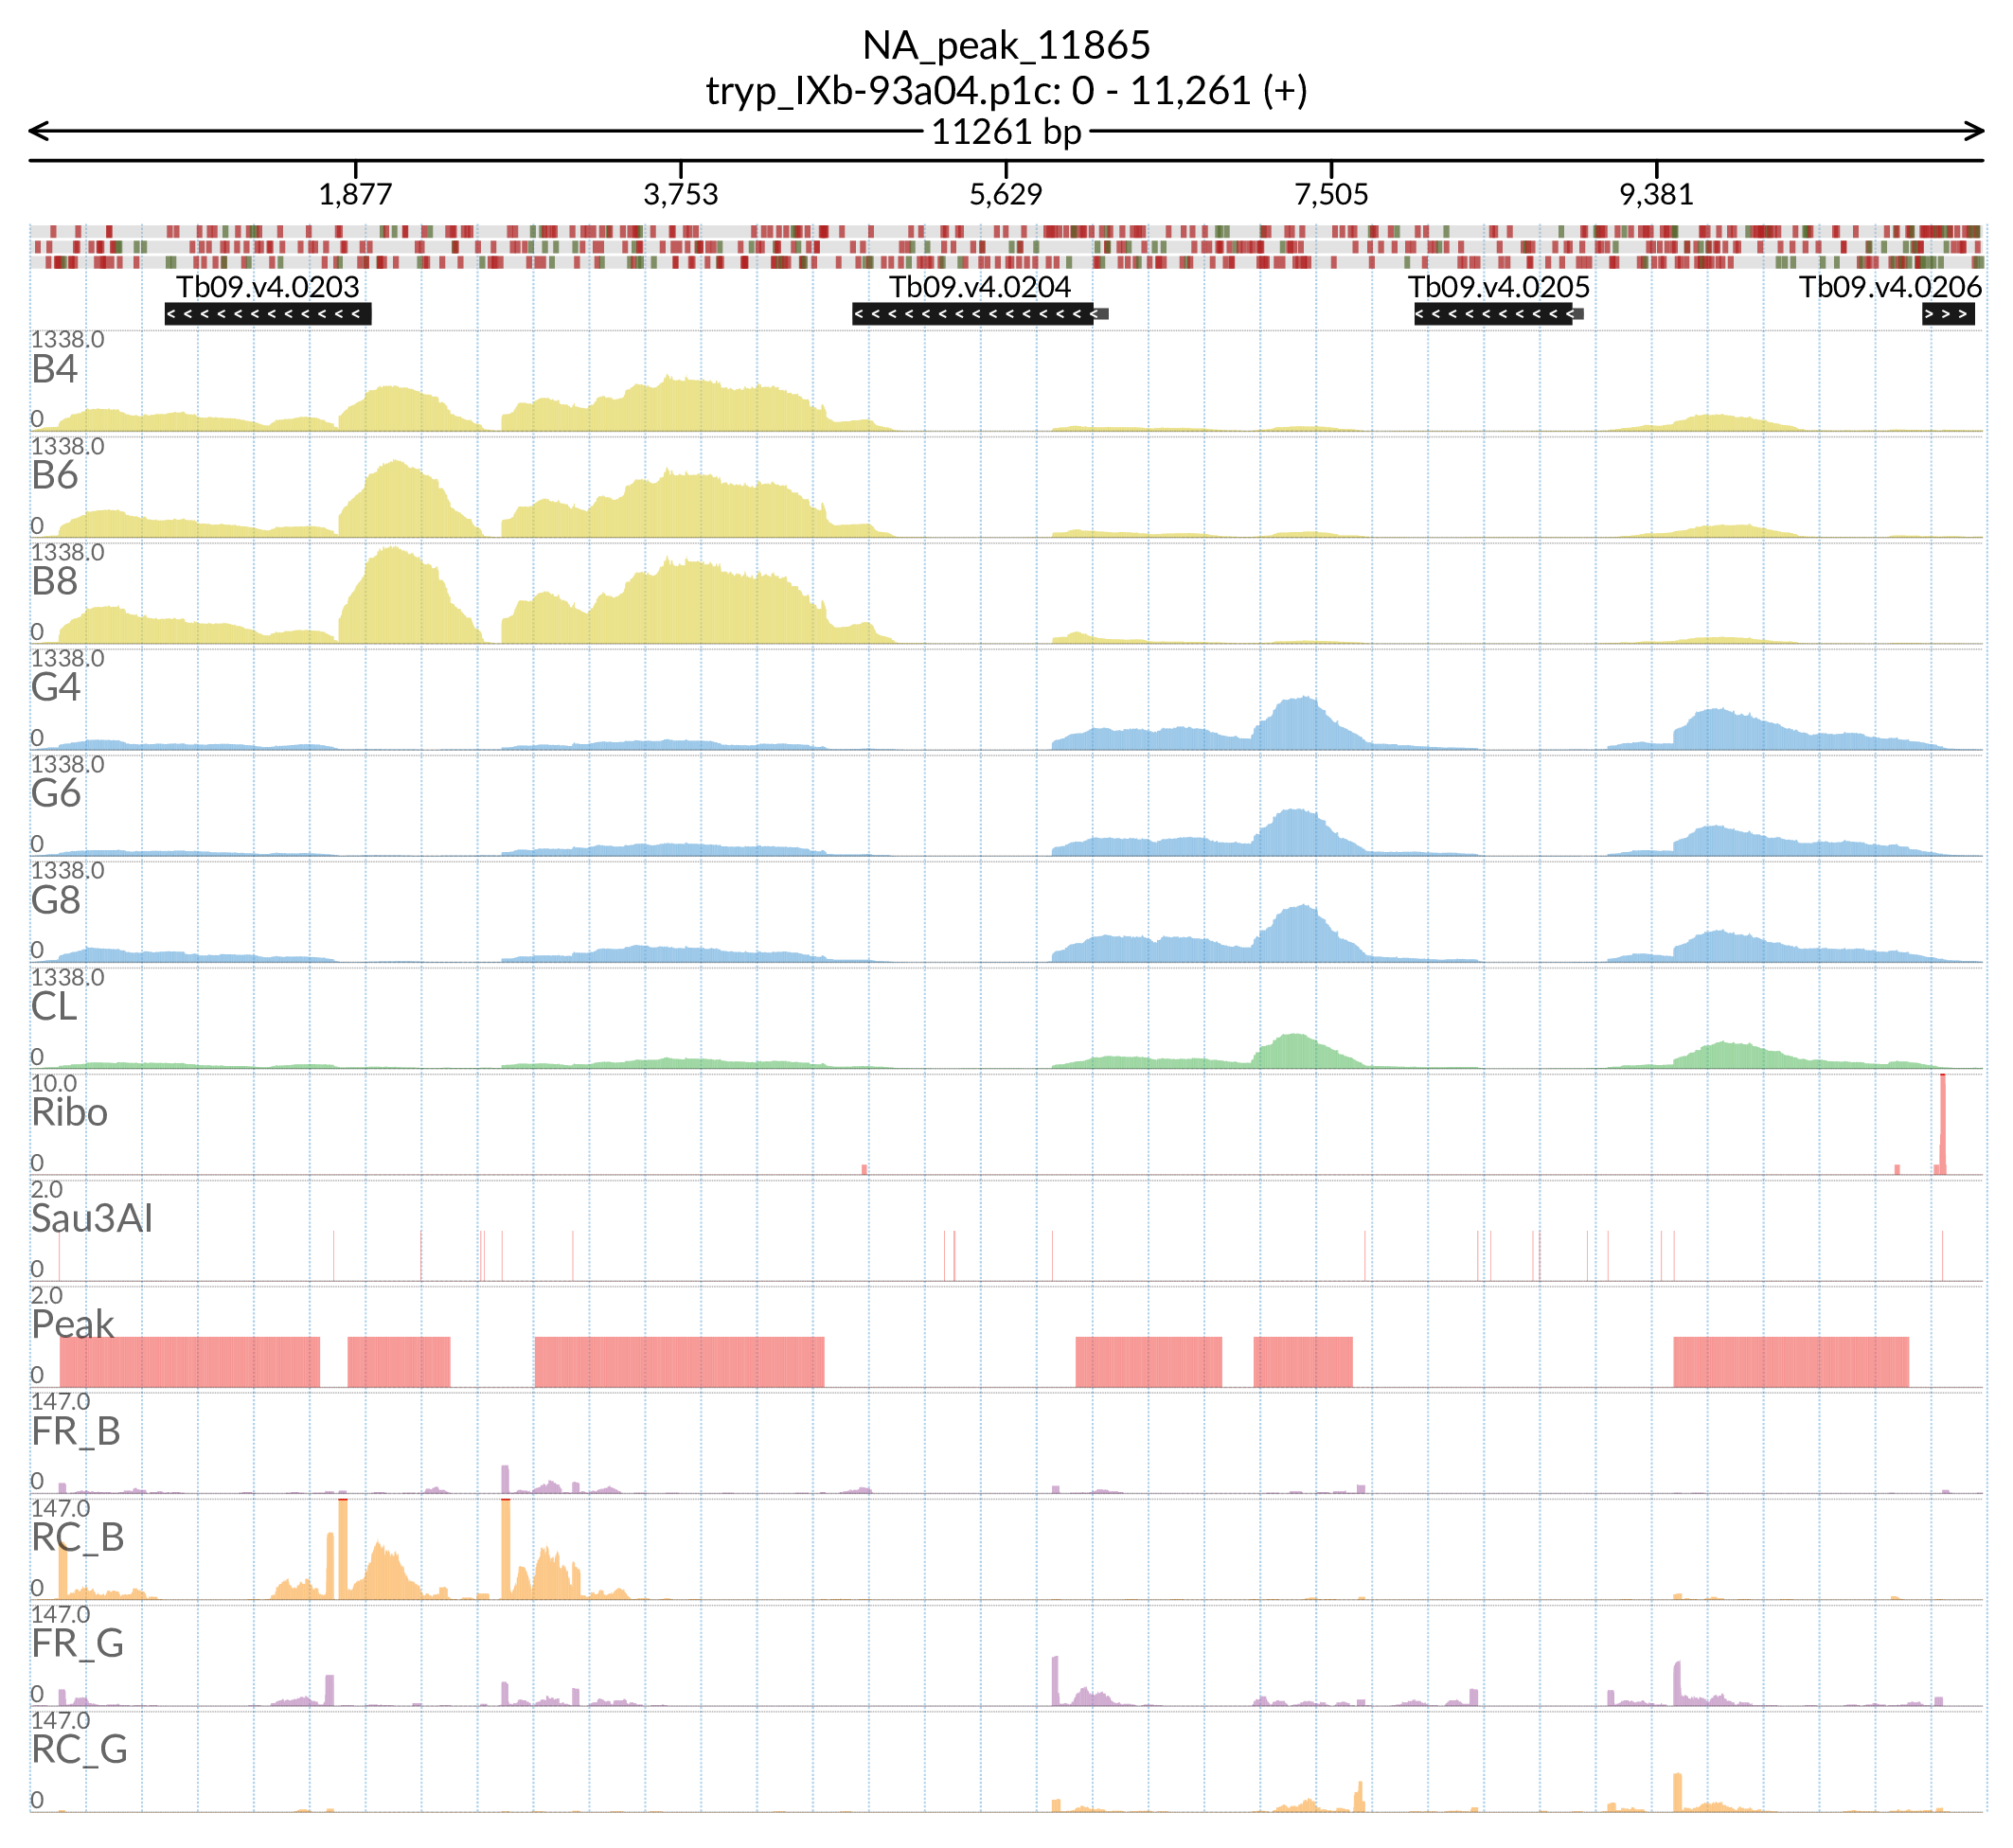 NA_peak_11865
tryp_IXb-93a04.p1c: 0 - 11,261 (+)
11261 bp
1,877 3,753 5,629 7,505 9,381
Tb09.v4.0203 Tb09.v4.0204 Tb09.v4.0205 Tb09.v4.0206
1338.0
B4
0
1338.0
B6
0
1338.0
B8
0
1338.0
G4
0
1338.0
G6
0
1338.0
G8
0
1338.0
CL
0
10.0
Ribo
0
2.0
Sau3AI
0
2.0
Peak
0
147.0
FR_B
0
147.0
RC_B
0
147.0
FR_G
0
147.0
RC_G
0